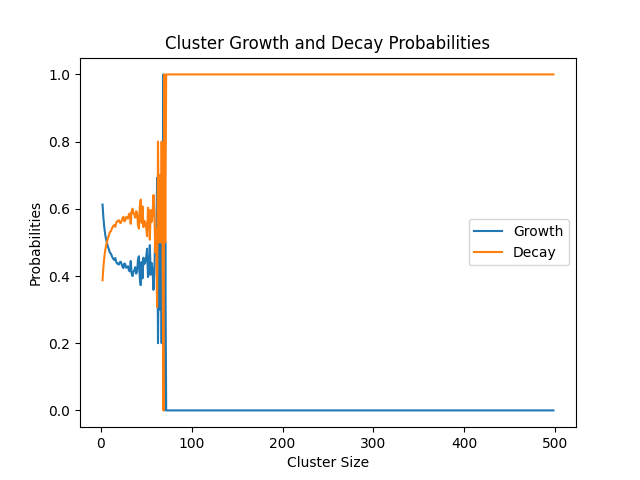 Cluster Growth and Decay Probabilities
1.0
0.8
0.6
0.4
0.2
0.0
Probabilities
Growth
Decay
0
100
200
300
400
500
Cluster Size